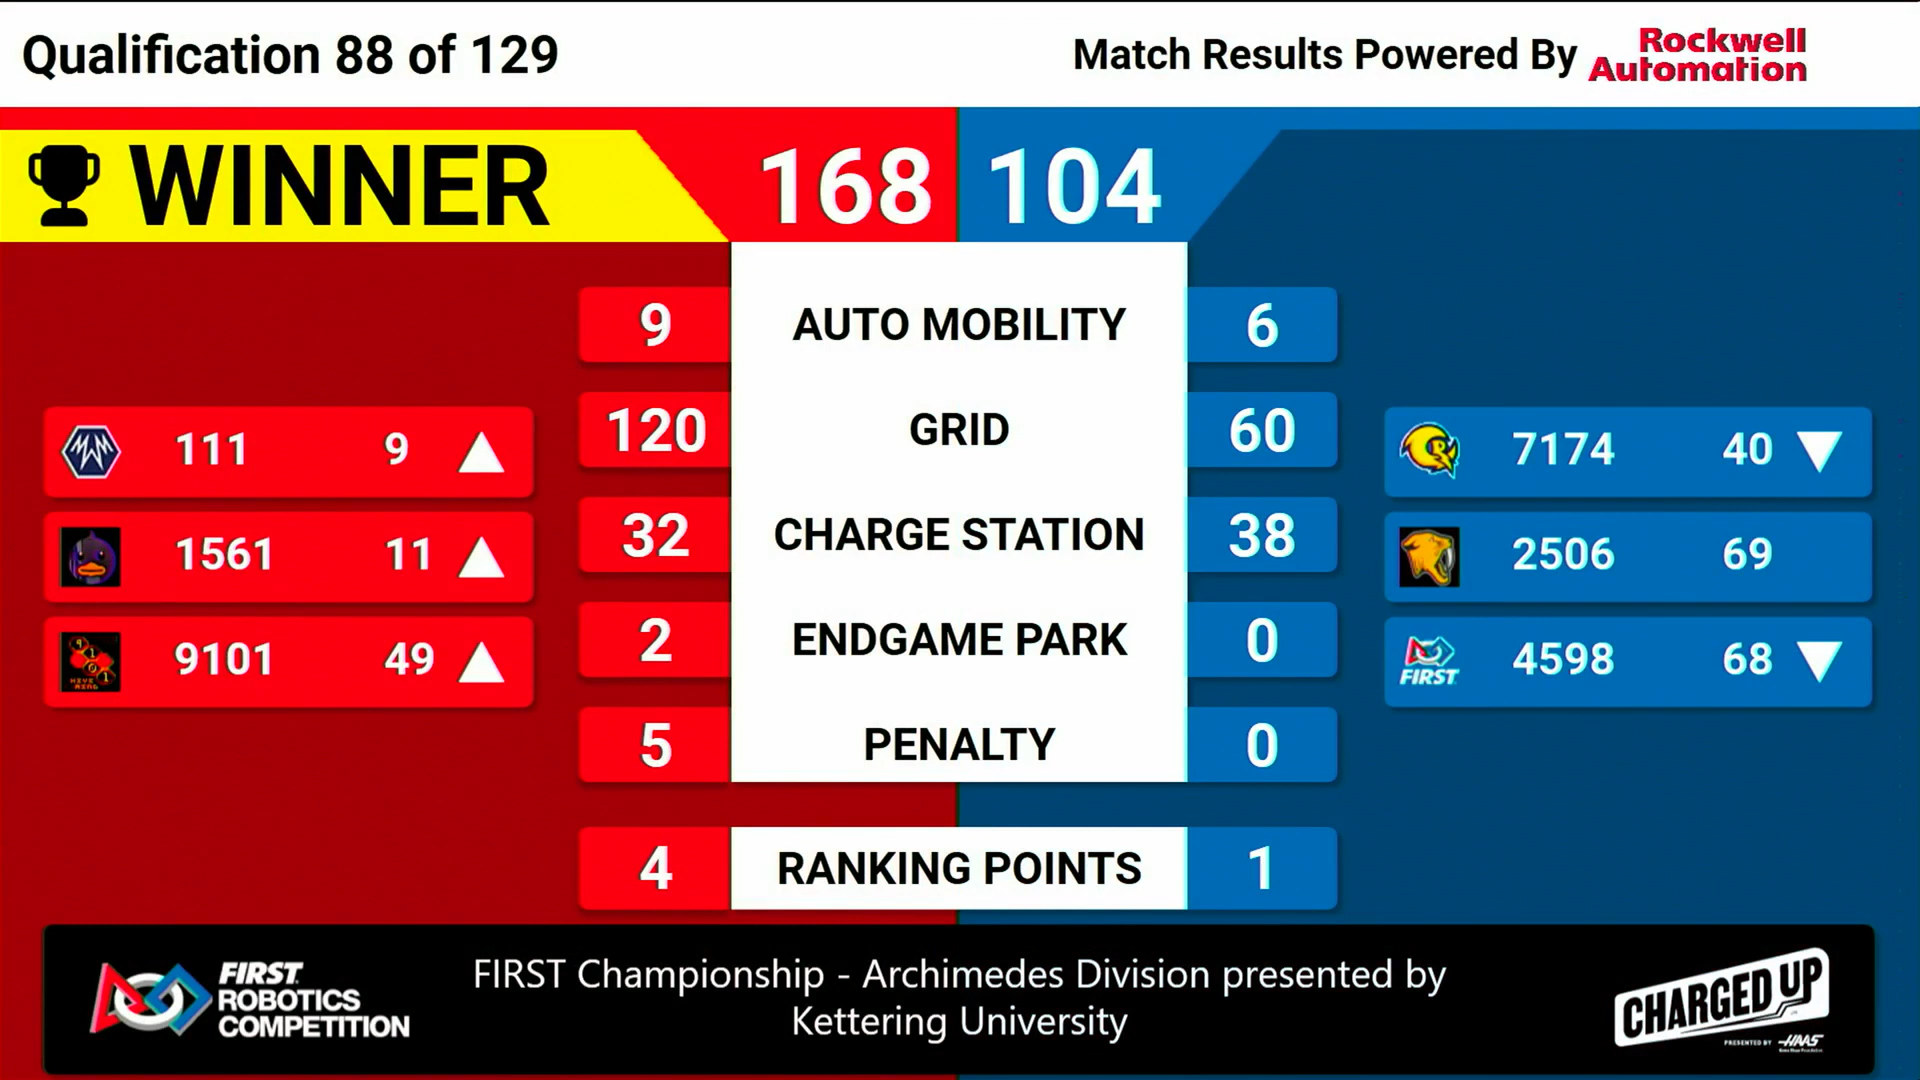 Qualification 88 of 129
Match Results Powered By Rockwell Automation
WINNER 168 104
9 AUTO MOBILITY 6
120 GRID 60
111 9 7174 40
32 CHARGE STATION 38
1561 11 2506 69
2 ENDGAME PARK 0
9101 49 FIRST 4598 68
5 PENALTY 0
4 RANKING POINTS 1
FIRST
ROBOTICS
COMPETITION
FIRST Championship - Archimedes Division presented by
Kettering University
CHARGED UP
PRESENTED BY HAAS